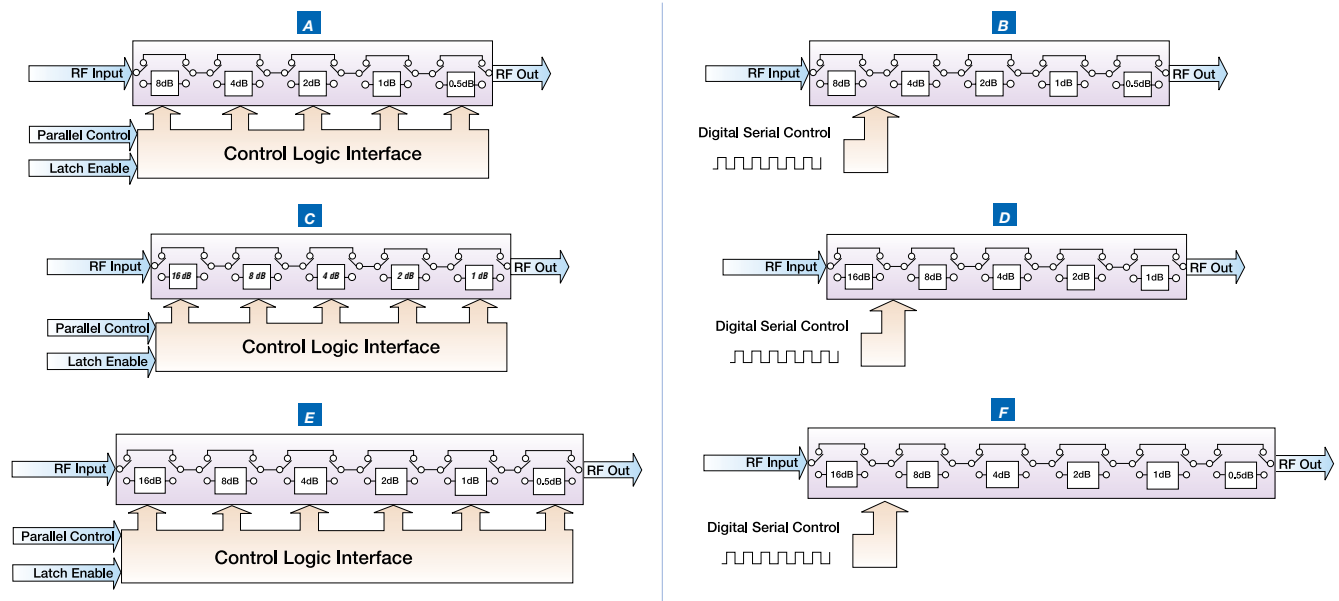 A
RF Input
8dB 4dB 2dB 1dB 0.5dB
RF Out
Parallel Control
Control Logic Interface
Latch Enable
B
RF Input
8dB 4dB 2dB 1dB 0.5dB
RF Out
Digital Serial Control
C
RF Input
16 dB 8 dB 4 dB 2 dB 1 dB
RF Out
Parallel Control
Control Logic Interface
Latch Enable
D
RF Input
16dB 8dB 4dB 2dB 1dB
RF Out
Digital Serial Control
E
RF Input
16dB 8dB 4dB 2dB 1dB 0.5dB
RF Out
Parallel Control
Control Logic Interface
Latch Enable
F
RF Input
16dB 8dB 4dB 2dB 1dB 0.5dB
RF Out
Digital Serial Control